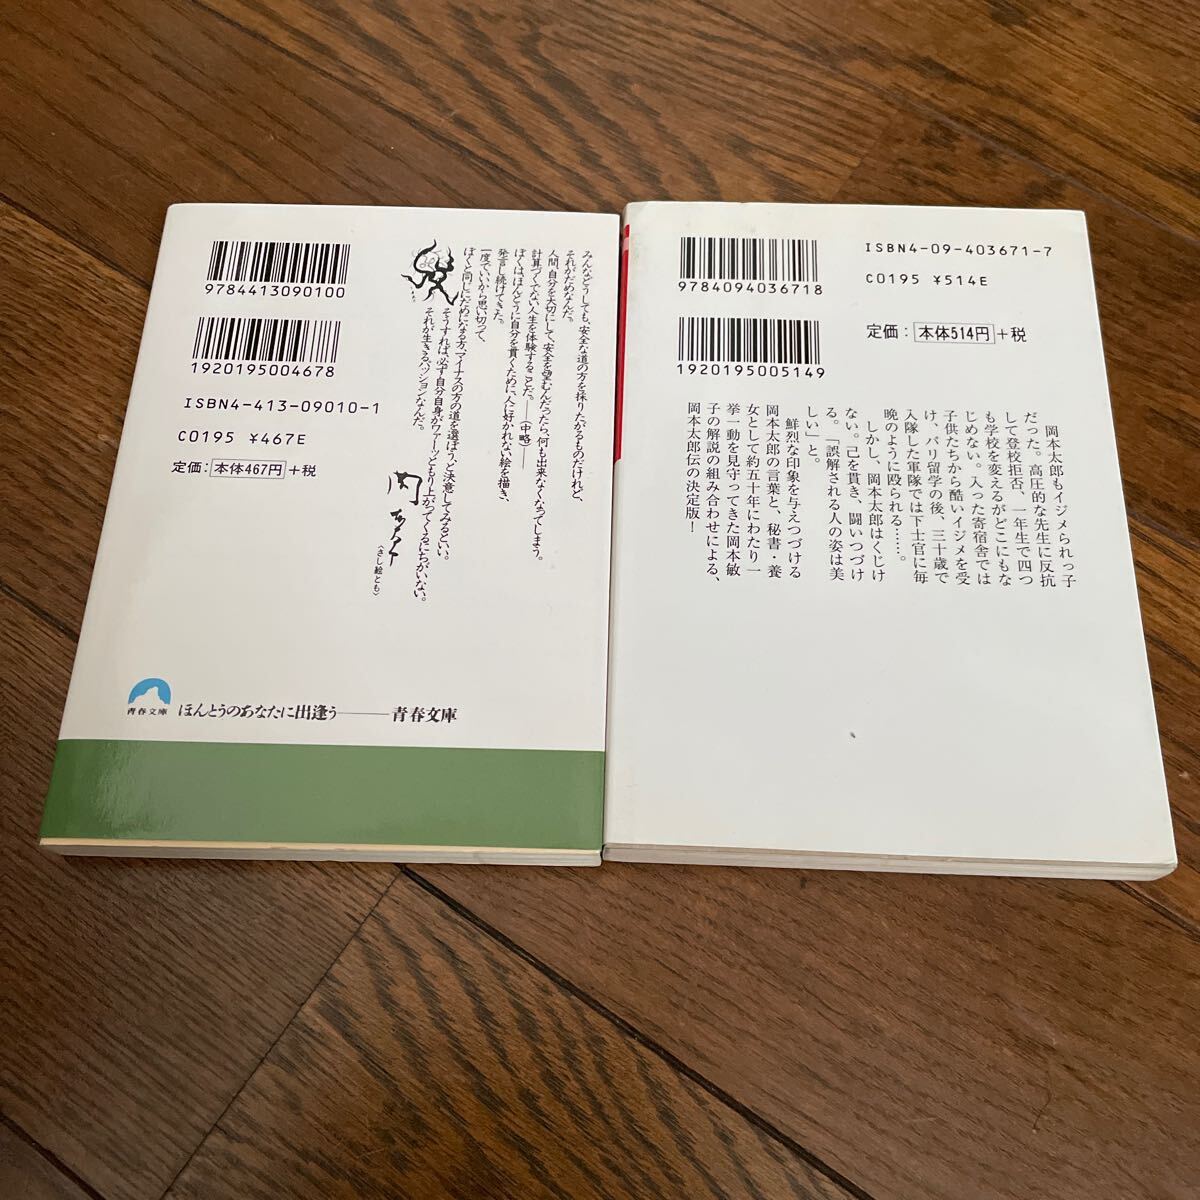 9784413090100
1920195004678
ISBN4-413-09010-1
C0195 ¥467E
定価：本体467円+税
みんなどうしても、安全な道の方を採りたがるものだけれど、
それがだめなんだ。
人間、自分を大切にして、安全を望むんだったら、何も出来なくなってしまう。
計算づくでない人生を体験することだ。――(中略)――
ぼくは、ほんとうに自分を貫くために、人に好かれない絵を描き、
発言し続けてきた。
一度でいいから思い切って、
ぼくと同じにだめになる方、マイナスの方の道を選ぼう、と決意してみるといい。
そうすれば、必ず自分自身がワァーッともり上がってくるにちがいない。
それが生きるパッションなんだ。
〈さし絵とも〉
青春文庫
ほんとうのあなたに出逢う――――青春文庫
9784094036718
1920195005149
ISBN4-09-403671-7
C0195 ¥514E
定価：本体514円+税
岡本太郎もイジメられっ子
だった。高圧的な先生に反抗
して登校拒否、一年生で四つ
も学校を変えるがどこにもな
じめない。入った寄宿舎では
子供たちから酷いイジメを受
け、パリ留学の後、三十歳で
入隊した軍隊では下士官に毎
晩のように殴られる……。
しかし、岡本太郎はくじけ
ない。己を貫き、闘いつづけ
る。「誤解される人の姿は美
しい」と。
鮮烈な印象を与えつづける
岡本太郎の言葉と、秘書・養
女として約五十年にわたり一
挙一動を見守ってきた岡本敏
子の解説の組み合わせによる、
岡本太郎伝の決定版！